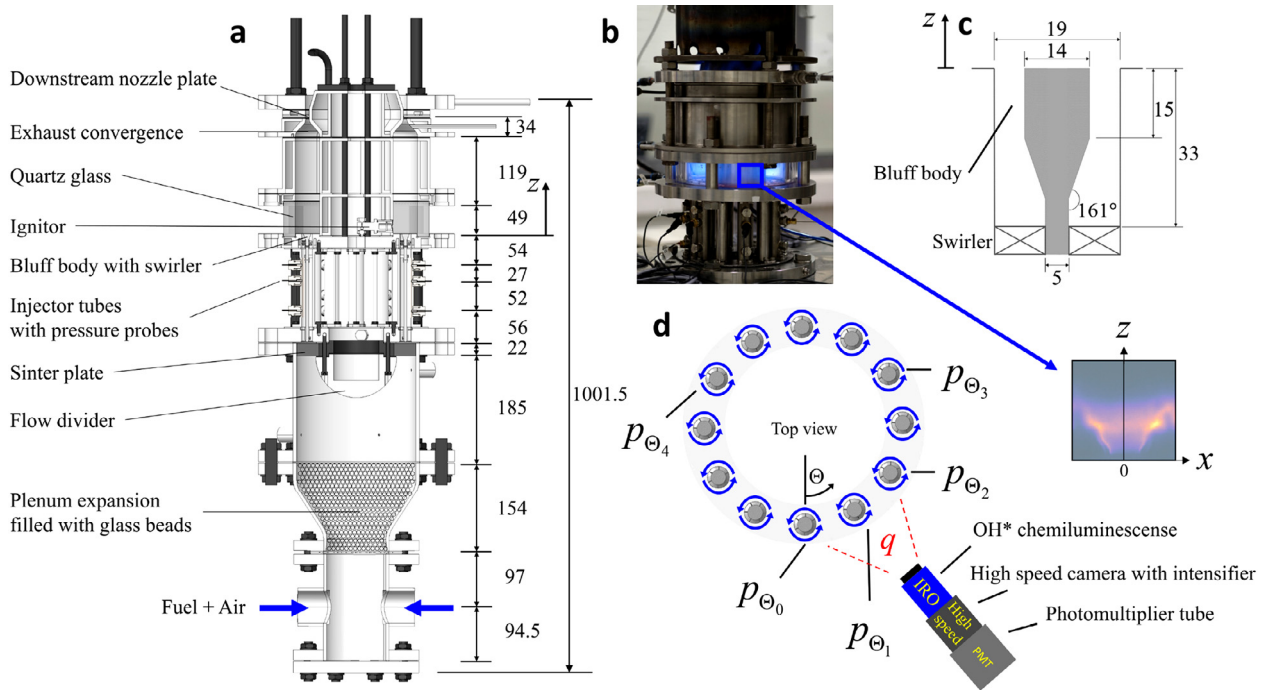 a
Downstream nozzle plate
Exhaust convergence
Quartz glass
Ignitor
Bluff body with swirler
Injector tubes
with pressure probes
Sinter plate
Flow divider
Plenum expansion
filled with glass beads
Fuel + Air
34
119
z
49
54
27
52
56
22
185
154
97
94.5
1001.5
b
c
z
19
14
15
33
Bluff body
161°
Swirler
5
d
Top view
Θ
pΘ3
pΘ4
pΘ2
pΘ0
pΘ1
q
z
0
x
OH* chemiluminescense
High speed camera with intensifier
Photomultiplier tube
IRO
High
speed
PMT